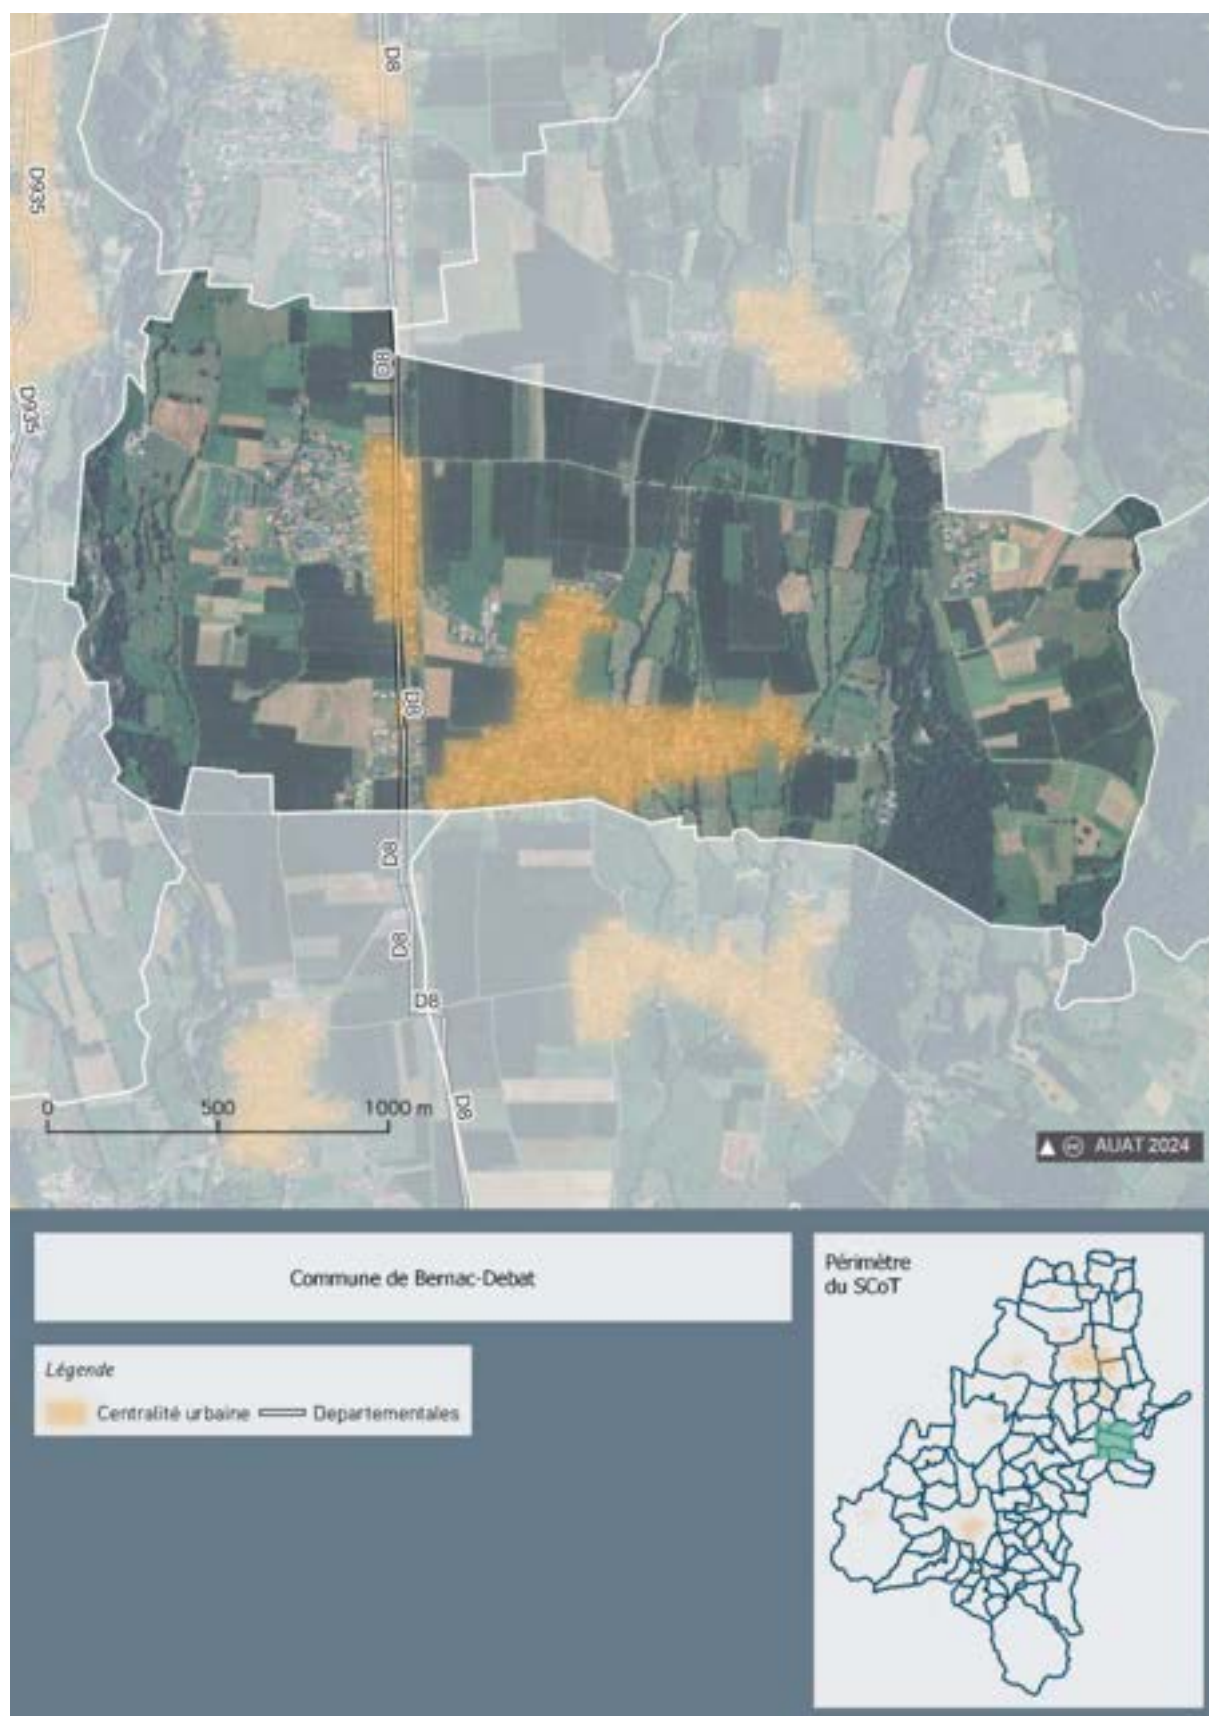 D8
D935
D8
D935
D8
D8
D8
D8
0 500 1000 m
D8
AUAT 2024
Commune de Bernac-Debat
Périmètre
du SCoT
Légende
Centralité urbaine
Departementales